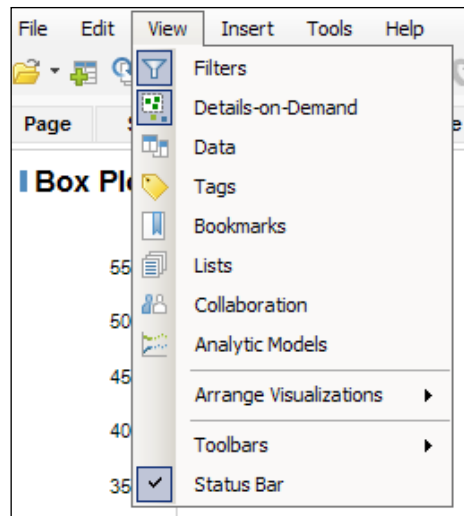 File Edit View Insert Tools Help
Filters
Details-on-Demand
Page
Data
Box Pl
Tags
Bookmarks
55
Lists
50
Collaboration
Analytic Models
45
Arrange Visualizations
40
Toolbars
35
Status Bar